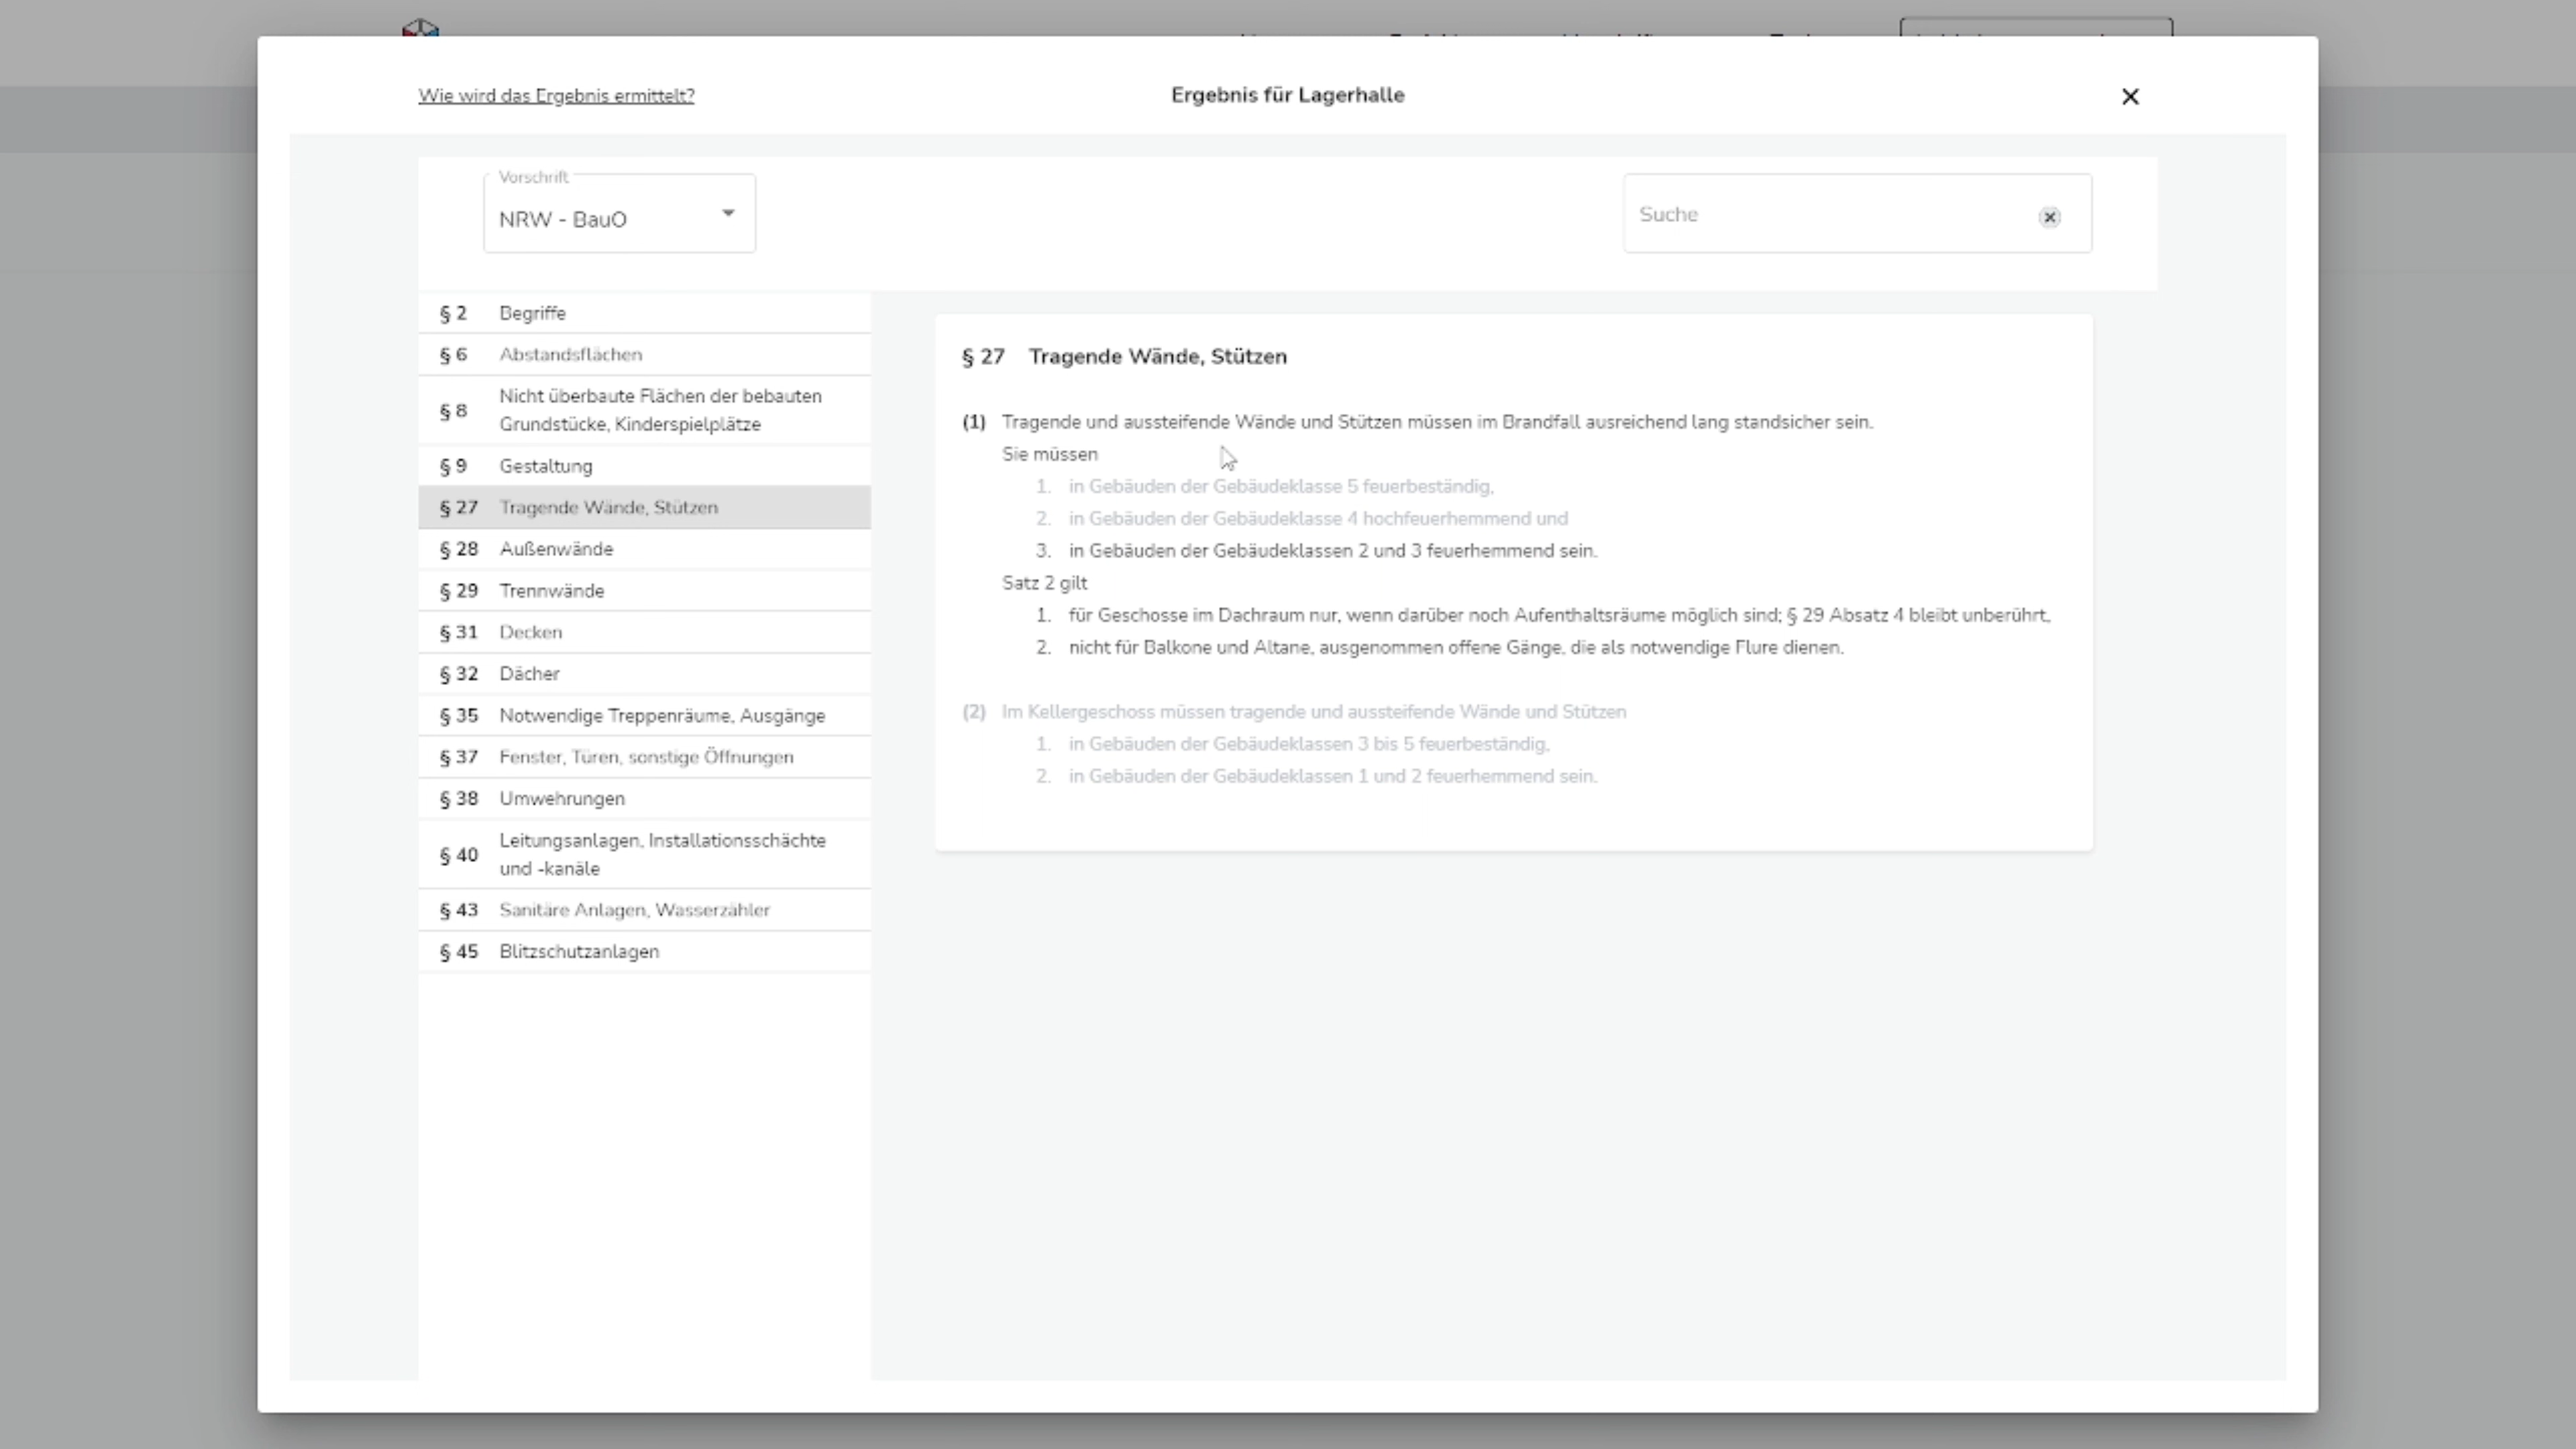 Wie wird das Ergebnis ermittelt?
Ergebnis für Lagerhalle
Vorschrift
NRW - BauO
Suche
§ 2 Begriffe
§ 6 Abstandsflächen
§ 8 Nicht überbaute Flächen der bebauten
Grundstücke, Kinderspielplätze
§ 9 Gestaltung
§ 27 Tragende Wände, Stützen
§ 28 Außenwände
§ 29 Trennwände
§ 31 Decken
§ 32 Dächer
§ 35 Notwendige Treppenräume, Ausgänge
§ 37 Fenster, Türen, sonstige Öffnungen
§ 38 Umwehrungen
§ 40 Leitungsanlagen, Installationsschächte
und -kanäle
§ 43 Sanitäre Anlagen, Wasserzähler
§ 45 Blitzschutzanlagen
§ 27 Tragende Wände, Stützen
(1) Tragende und aussteifende Wände und Stützen müssen im Brandfall ausreichend lang standsicher sein.
Sie müssen
1. in Gebäuden der Gebäudeklasse 5 feuerbeständig,
2. in Gebäuden der Gebäudeklasse 4 hochfeuerhemmend und
3. in Gebäuden der Gebäudeklassen 2 und 3 feuerhemmend sein.
Satz 2 gilt
1. für Geschosse im Dachraum nur, wenn darüber noch Aufenthaltsräume möglich sind; § 29 Absatz 4 bleibt unberührt,
2. nicht für Balkone und Altane, ausgenommen offene Gänge, die als notwendige Flure dienen.
(2) Im Kellergeschoss müssen tragende und aussteifende Wände und Stützen
1. in Gebäuden der Gebäudeklassen 3 bis 5 feuerbeständig,
2. in Gebäuden der Gebäudeklassen 1 und 2 feuerhemmend sein.